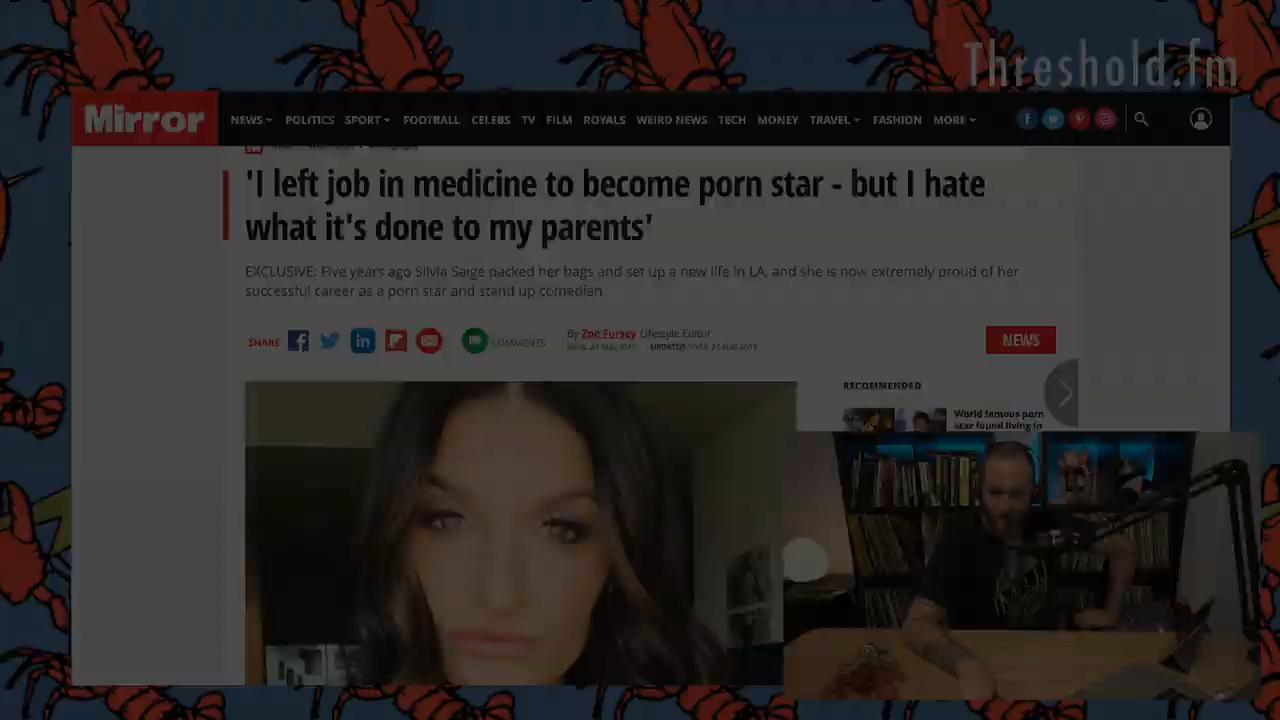 Threshold.fm
Mirror
NEWS POLITICS SPORT FOOTBALL CELEBS TV FILM ROYALS WEIRD NEWS TECH MONEY TRAVEL FASHION MORE
'I left job in medicine to become porn star - but I hate
what it's done to my parents'
EXCLUSIVE: Five years ago Silvia Saige packed her bags and set up a new life in LA, and she is now extremely proud of her
successful career as a porn star and stand up comedian
SHARE
COMMENTS
By Zoe Forsey Lifestyle Editor
UPDATED
NEWS
RECOMMENDED
World famous porn
star found living in